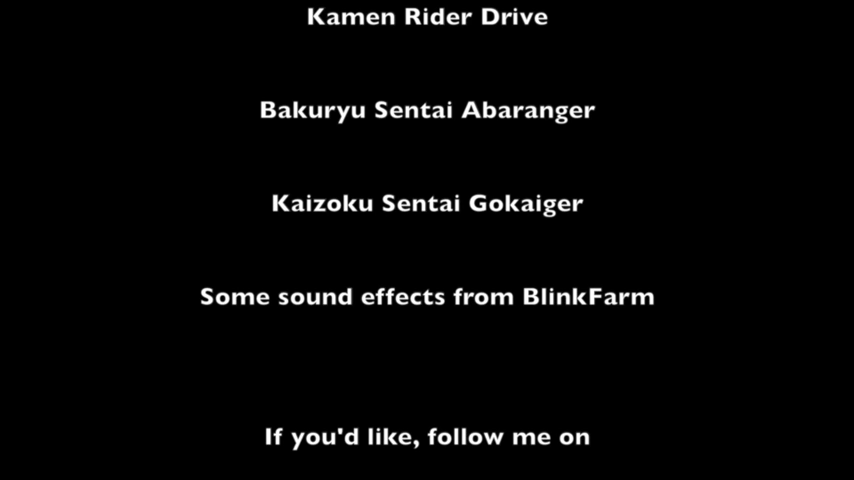 Kamen Rider Drive
Bakuryu Sentai Abaranger
Kaizoku Sentai Gokaiger
Some sound effects from BlinkFarm
If you'd like, follow me on